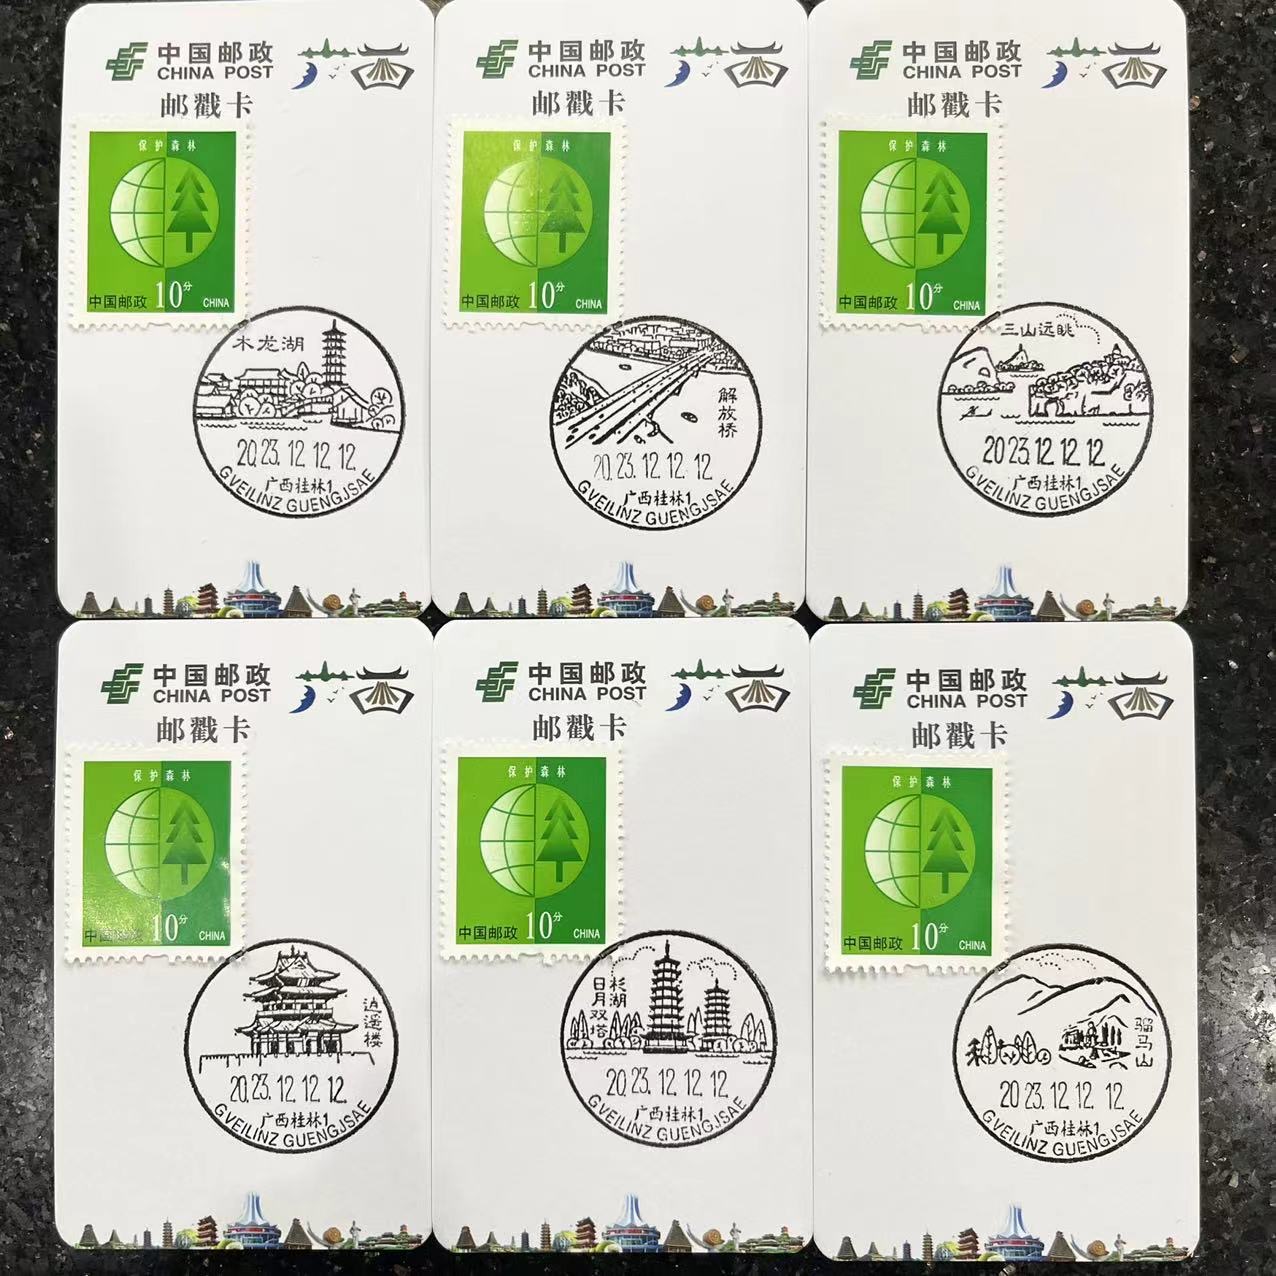 中国邮政
CHINA POST
邮戳卡
保护森林
中国邮政 10分 CHINA
木龙湖
2023.12.12.12
广西桂林1
GVEILINZ GUENGJSAE
中国邮政
CHINA POST
邮戳卡
保护森林
中国邮政 10分 CHINA
解放桥
2023.12.12.12
广西桂林1
GVEILINZ GUENGJSAE
中国邮政
CHINA POST
邮戳卡
保护森林
中国邮政 10分 CHINA
三山远眺
2023.12.12.12
广西桂林1
GVEILINZ GUENGJSAE
中国邮政
CHINA POST
邮戳卡
保护森林
中国邮政 10分 CHINA
逍遥楼
2023.12.12.12
广西桂林1
GVEILINZ GUENGJSAE
中国邮政
CHINA POST
邮戳卡
保护森林
中国邮政 10分 CHINA
杉湖
日月双塔
2023.12.12.12
广西桂林1
GVEILINZ GUENGJSAE
中国邮政
CHINA POST
邮戳卡
保护森林
中国邮政 10分 CHINA
骝马山
2023.12.12.12
广西桂林1
GVEILINZ GUENGJSAE